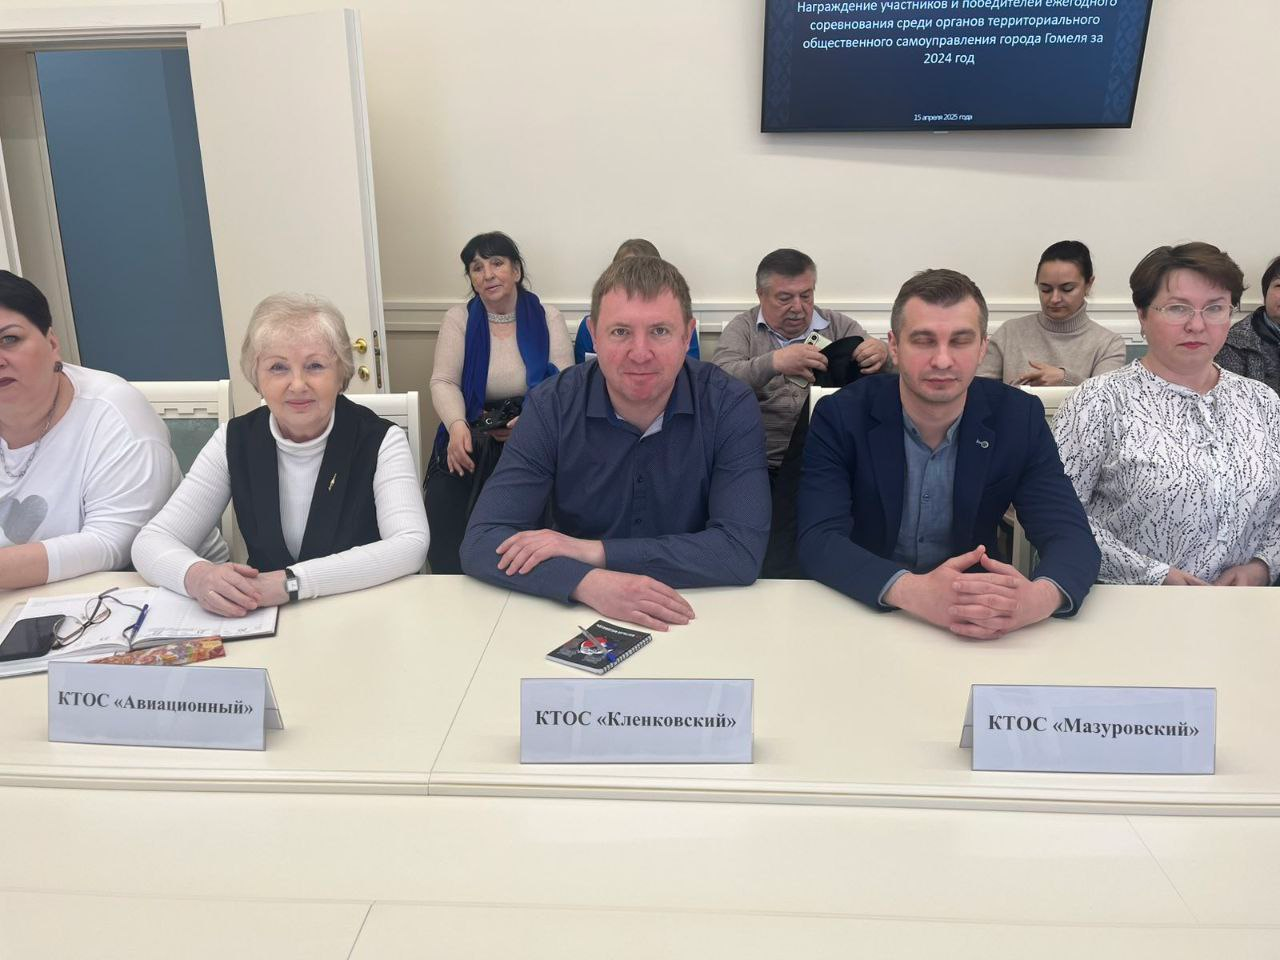 Награждение участников и победителей ежегодного
соревнования среди органов территориального
общественного самоуправления города Гомеля за
2024 год
15 апреля 2025 года
КТОС «Авиационный»
КТОС «Кленковский»
КТОС «Мазуровский»